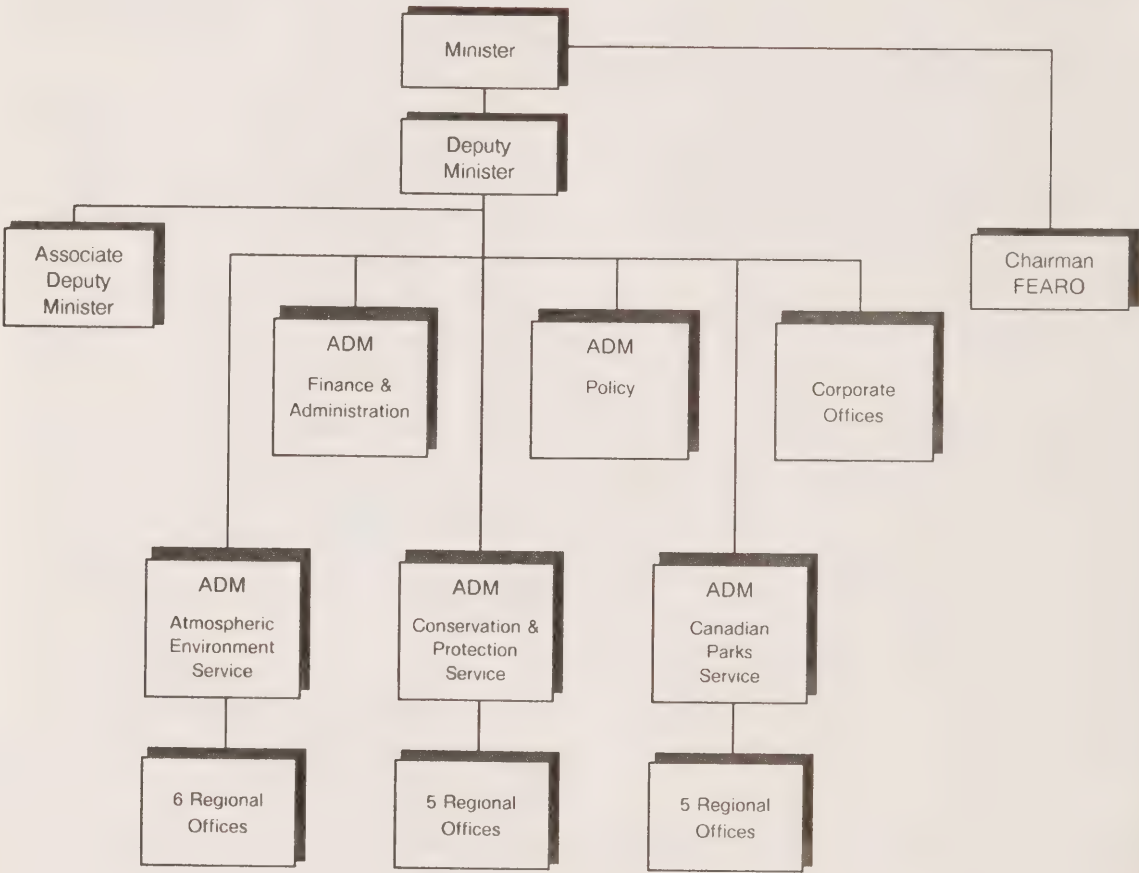 Minister
Deputy
Minister
Associate
Deputy
Minister
Chairman
FEARO
ADM
Finance &
Administration
ADM
Policy
Corporate
Offices
ADM
Atmospheric
Environment
Service
ADM
Conservation &
Protection
Service
ADM
Canadian
Parks
Service
6 Regional
Offices
5 Regional
Offices
5 Regional
Offices